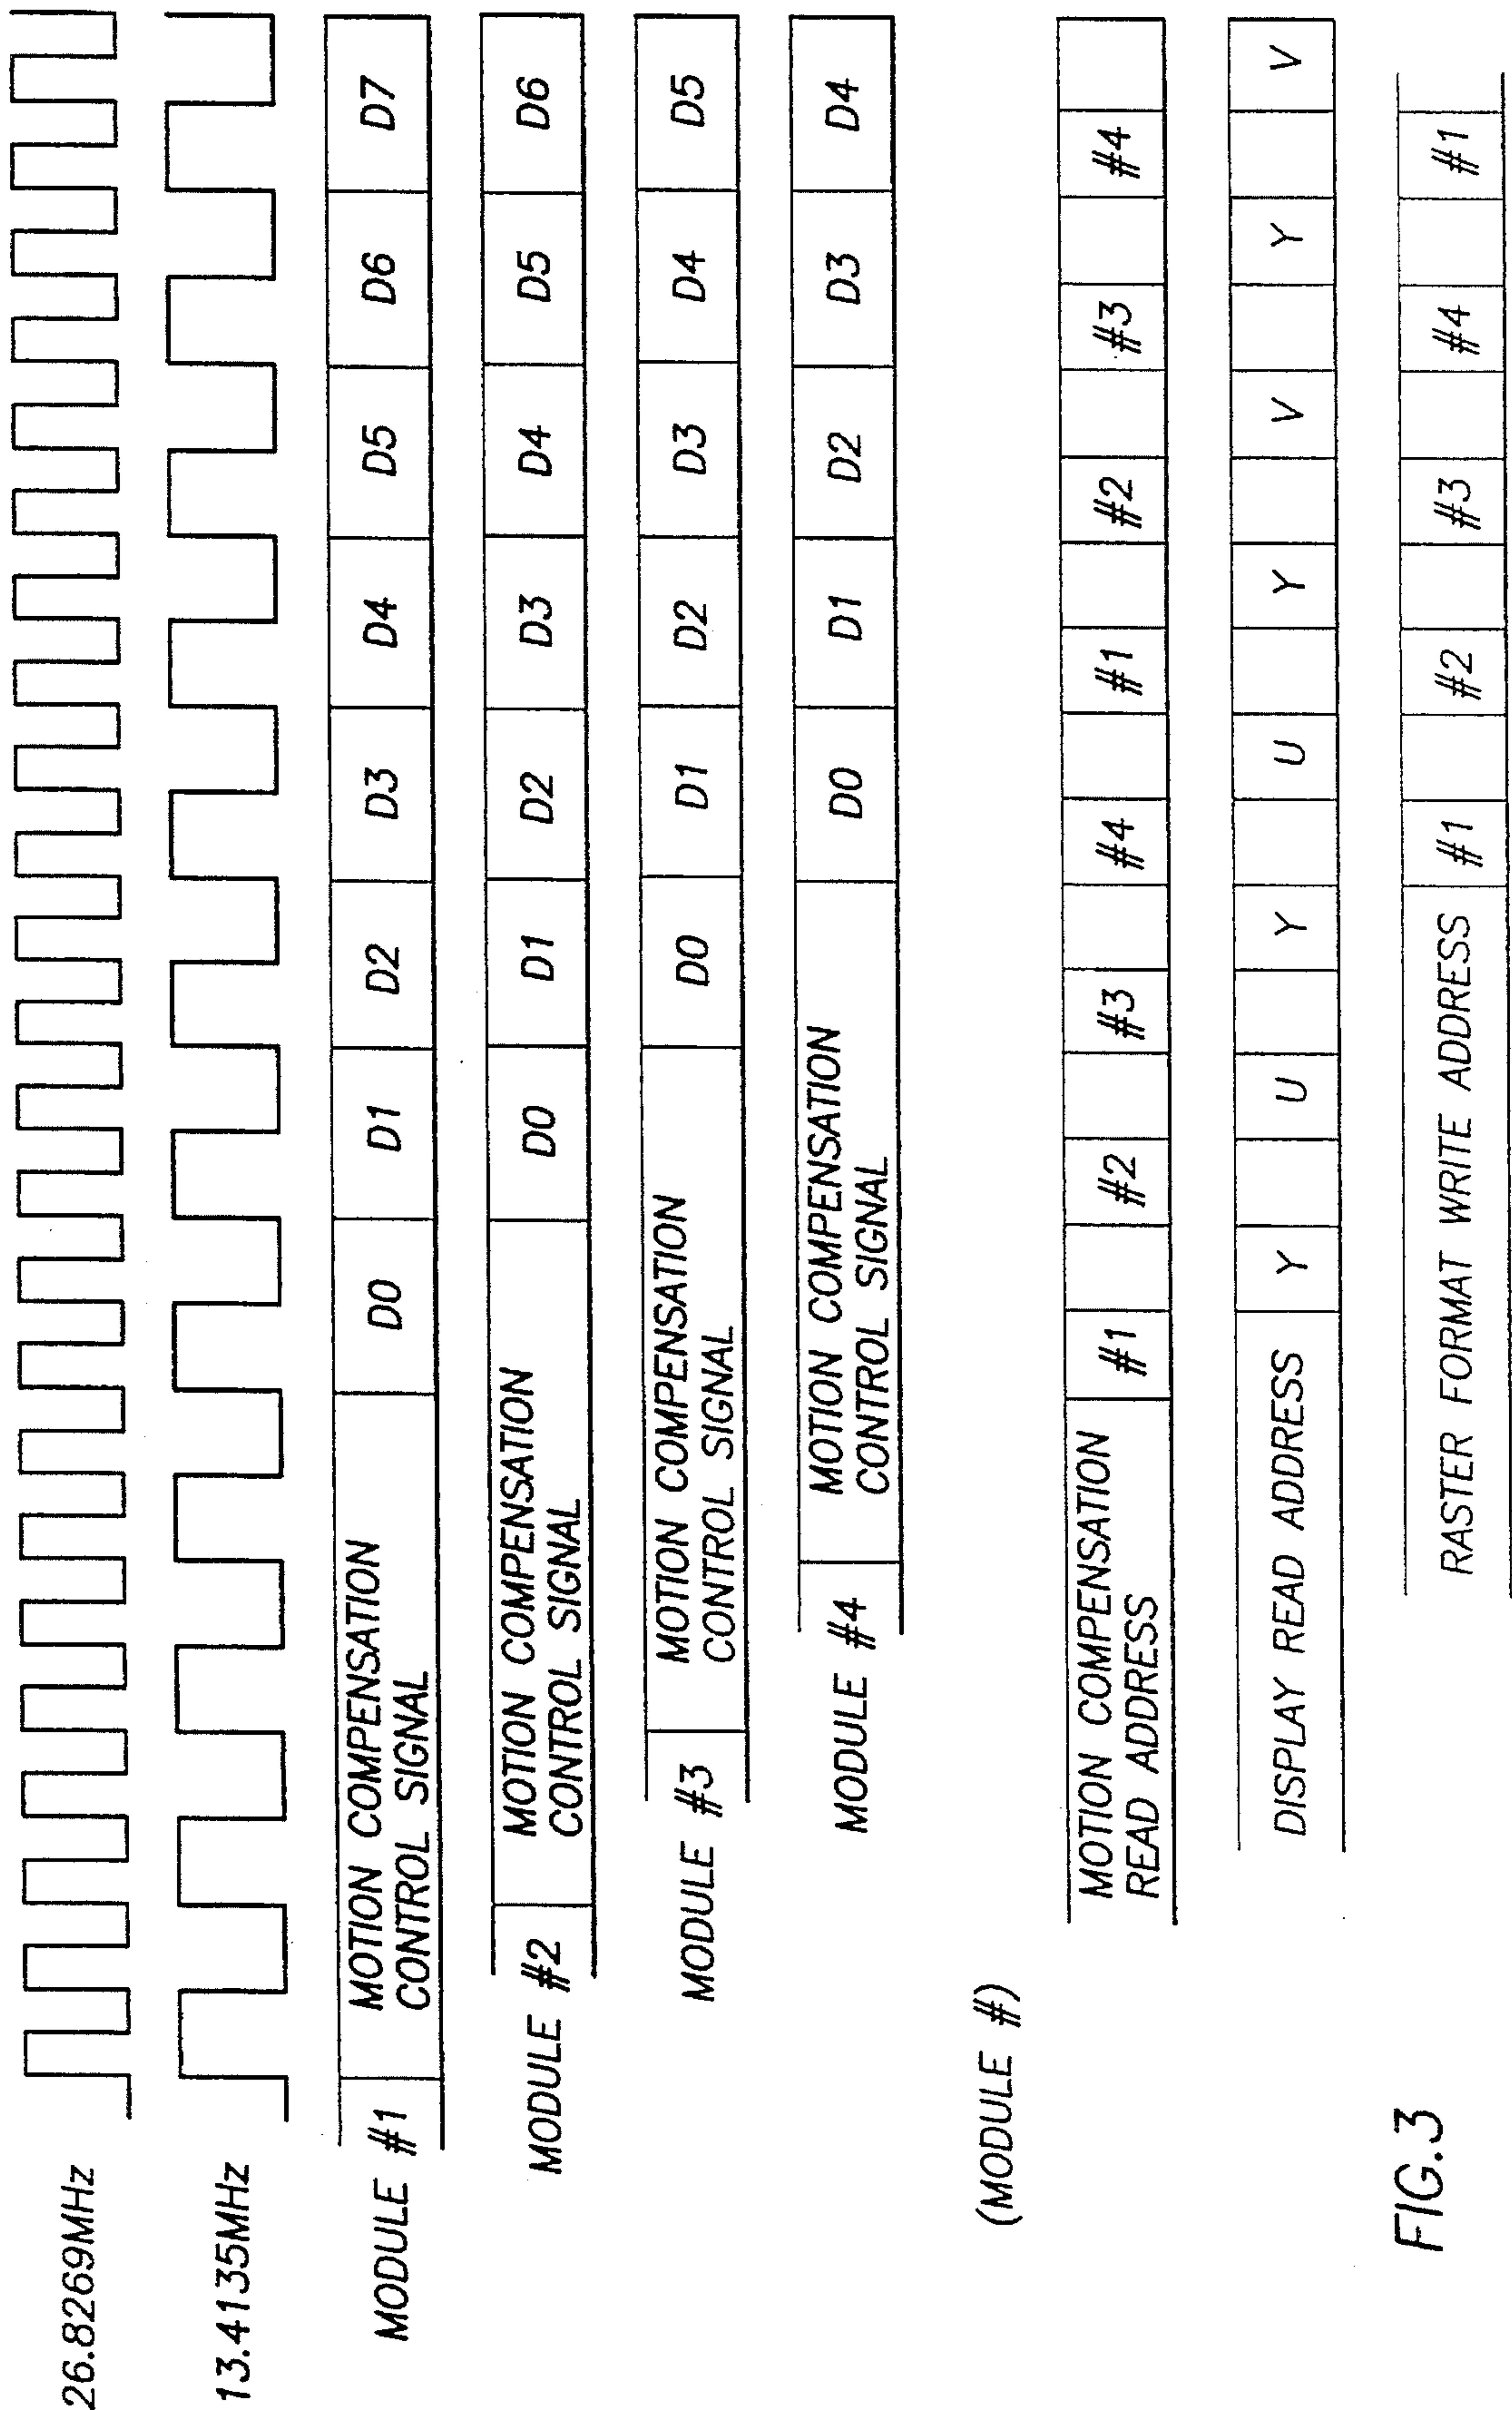 26.8269MHz
13.4135MHz
MODULE #1
MOTION COMPENSATION
CONTROL SIGNAL
D0 D1 D2 D3 D4 D5 D6 D7
MODULE #2
MOTION COMPENSATION
CONTROL SIGNAL
D0 D1 D2 D3 D4 D5 D6
MODULE #3
MOTION COMPENSATION
CONTROL SIGNAL
D0 D1 D2 D3 D4 D5
MODULE #4
MOTION COMPENSATION
CONTROL SIGNAL
D0 D1 D2 D3 D4
(MODULE #)
MOTION COMPENSATION
READ ADDRESS
#1 #2 #3 #4 #1 #2 #3 #4
DISPLAY READ ADDRESS Y U Y U Y V Y V
RASTER FORMAT WRITE ADDRESS #1 #2 #3 #4 #1
FIG.3